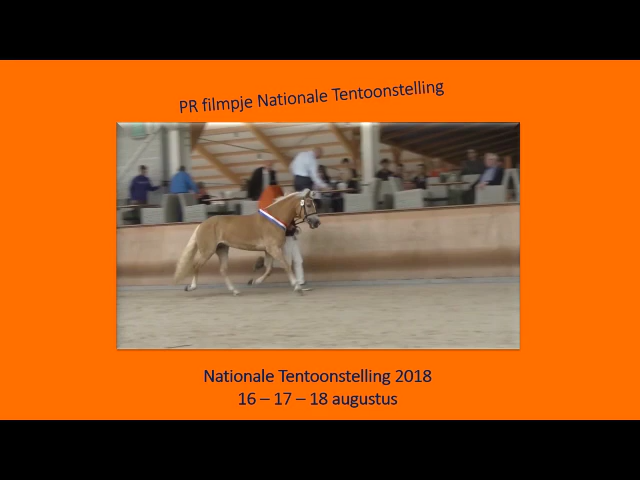 PR filmpje Nationale Tentoonstelling
Nationale Tentoonstelling 2018
16 – 17 – 18 augustus